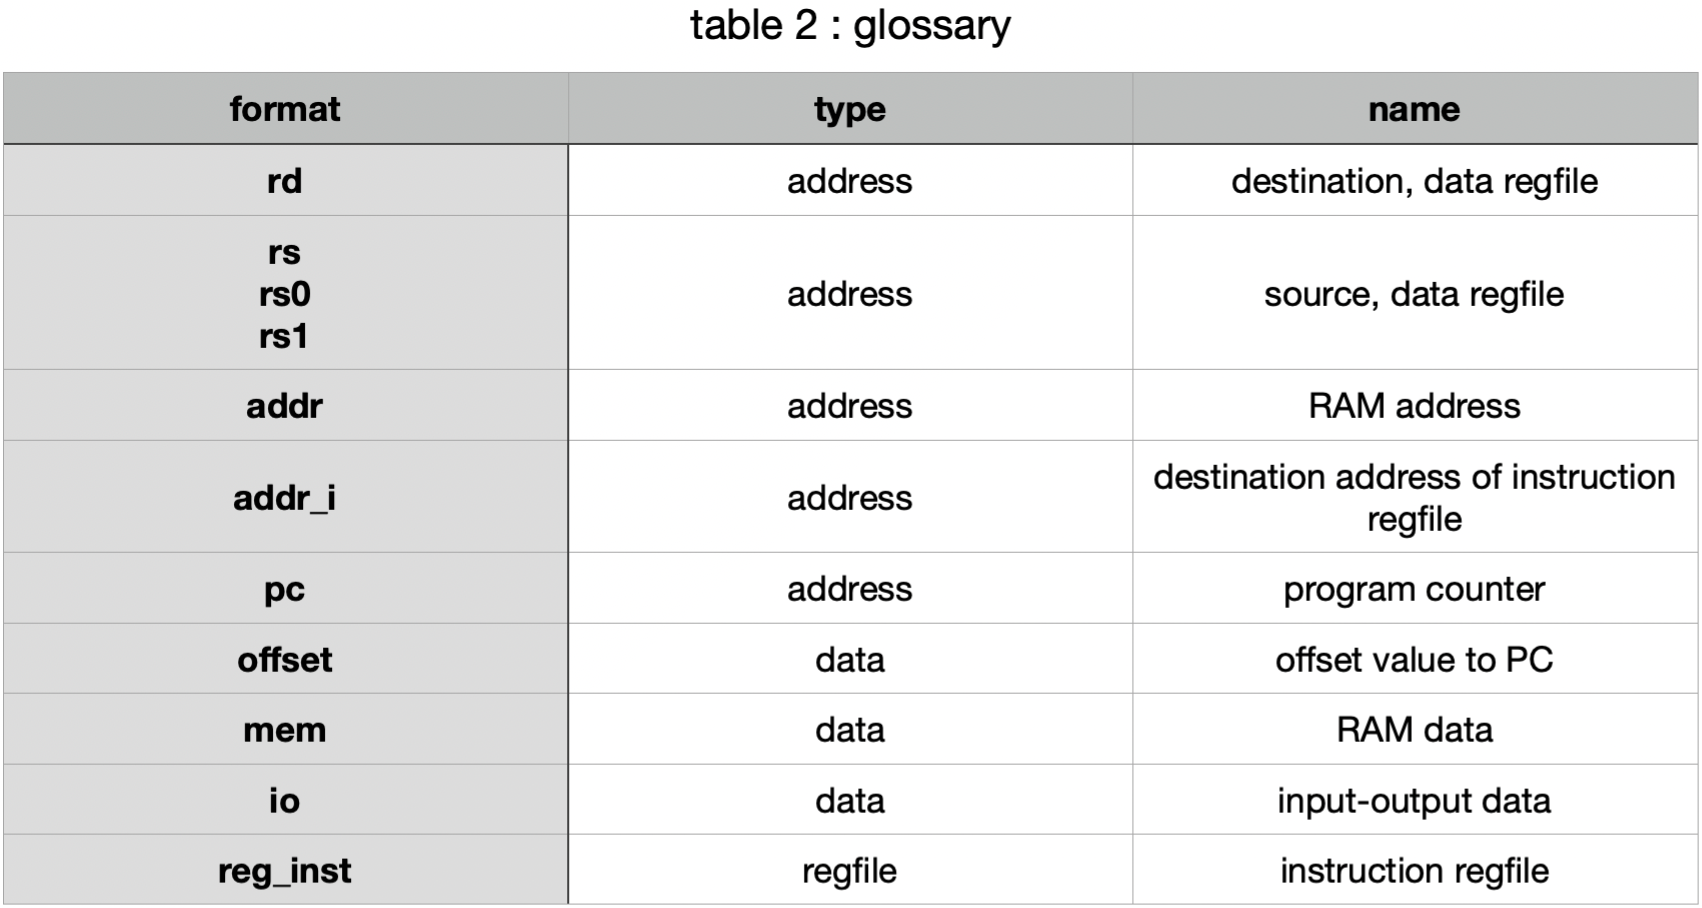 table 2 : glossary
format type name
rd address destination, data regfile
rs
rs0 address source, data regfile
rs1
addr address RAM address
addr_i address destination address of instruction
regfile
pc address program counter
offset data offset value to PC
mem data RAM data
io data input-output data
reg_inst regfile instruction regfile